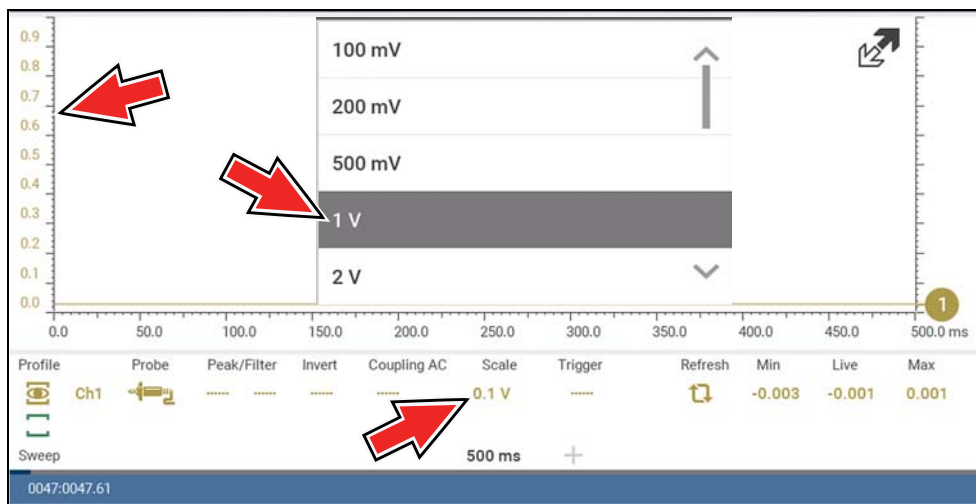 0.9
0.8
0.7
0.6
0.5
0.4
0.3
0.2
0.1
0.0
100 mV
200 mV
500 mV
1 V
2 V
1
0.0 50.0 100.0 150.0 200.0 250.0 300.0 350.0 400.0 450.0 500.0 ms
Profile Probe Peak/Filter Invert Coupling AC Scale Trigger Refresh Min Live Max
Ch1 ----- ----- ----- ----- 0.1 V ----- -0.003 -0.001 0.001
Sweep 500 ms +
0047:0047.61